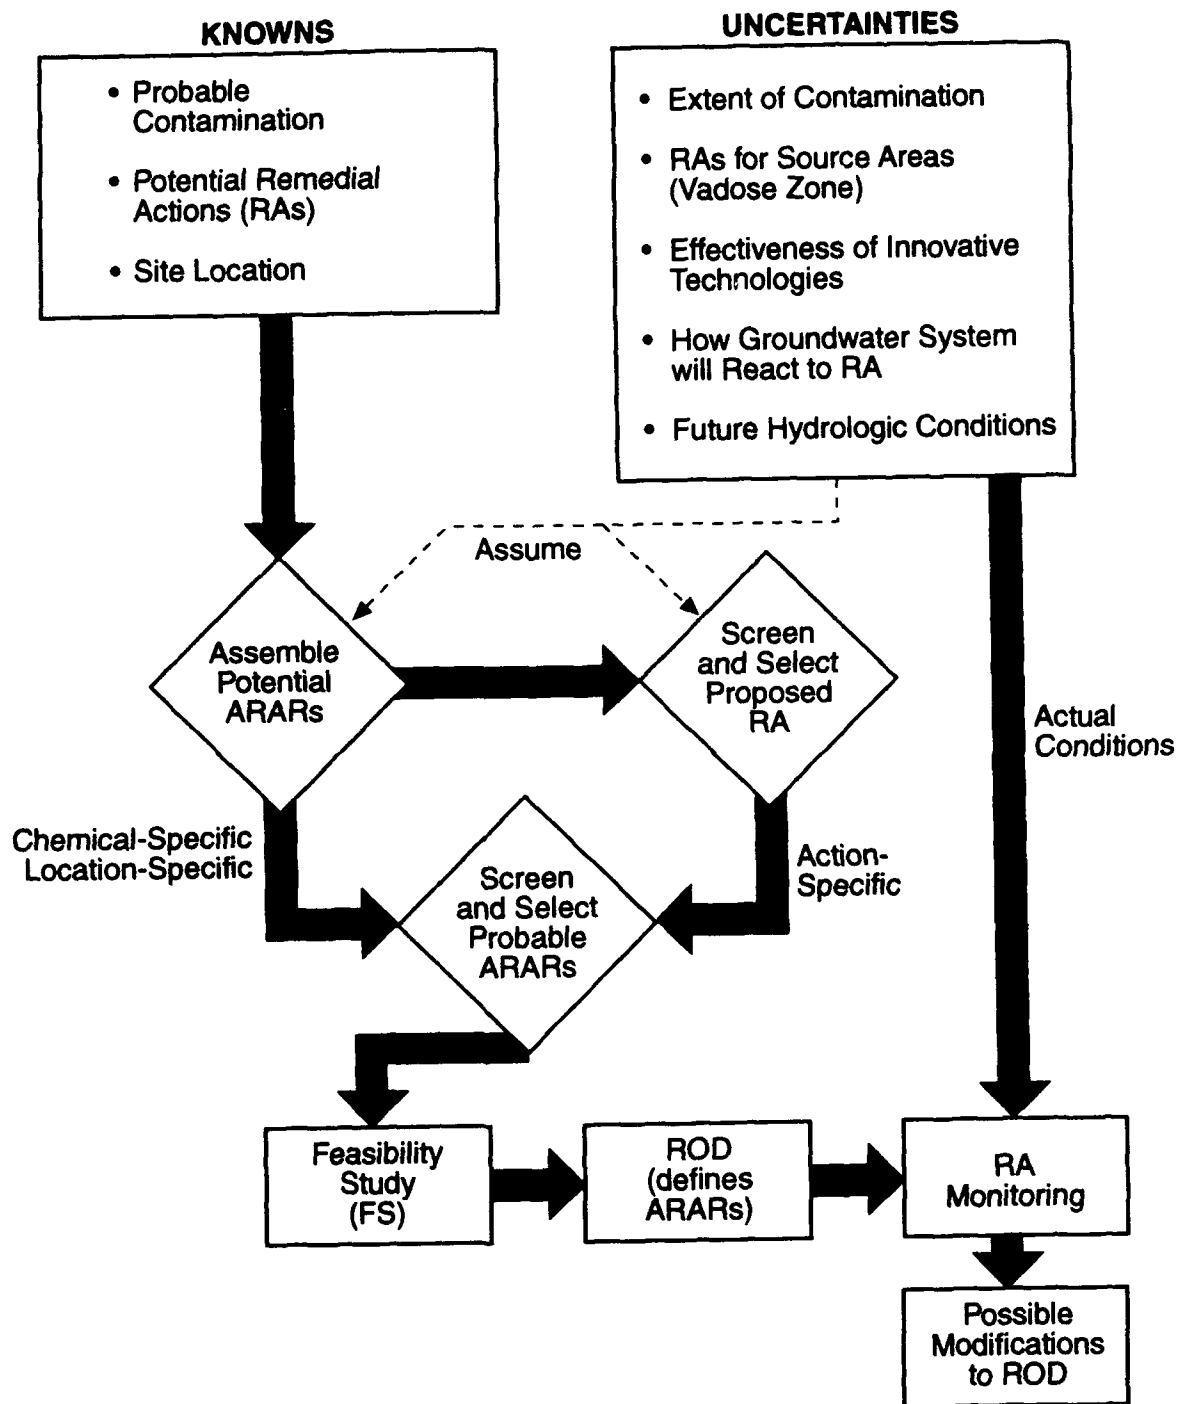 KNOWNS
• Probable
Contamination
• Potential Remedial
Actions (RAs)
• Site Location
UNCERTAINTIES
• Extent of Contamination
• RAs for Source Areas
(Vadose Zone)
• Effectiveness of Innovative
Technologies
• How Groundwater System
will React to RA
• Future Hydrologic Conditions
Assume
Assemble
Potential
ARARs
Screen
and Select
Proposed
RA
Actual
Conditions
Chemical-Specific
Location-Specific
Action-
Specific
Screen
and Select
Probable
ARARs
Feasibility
Study
(FS)
ROD
(defines
ARARs)
RA
Monitoring
Possible
Modifications
to ROD